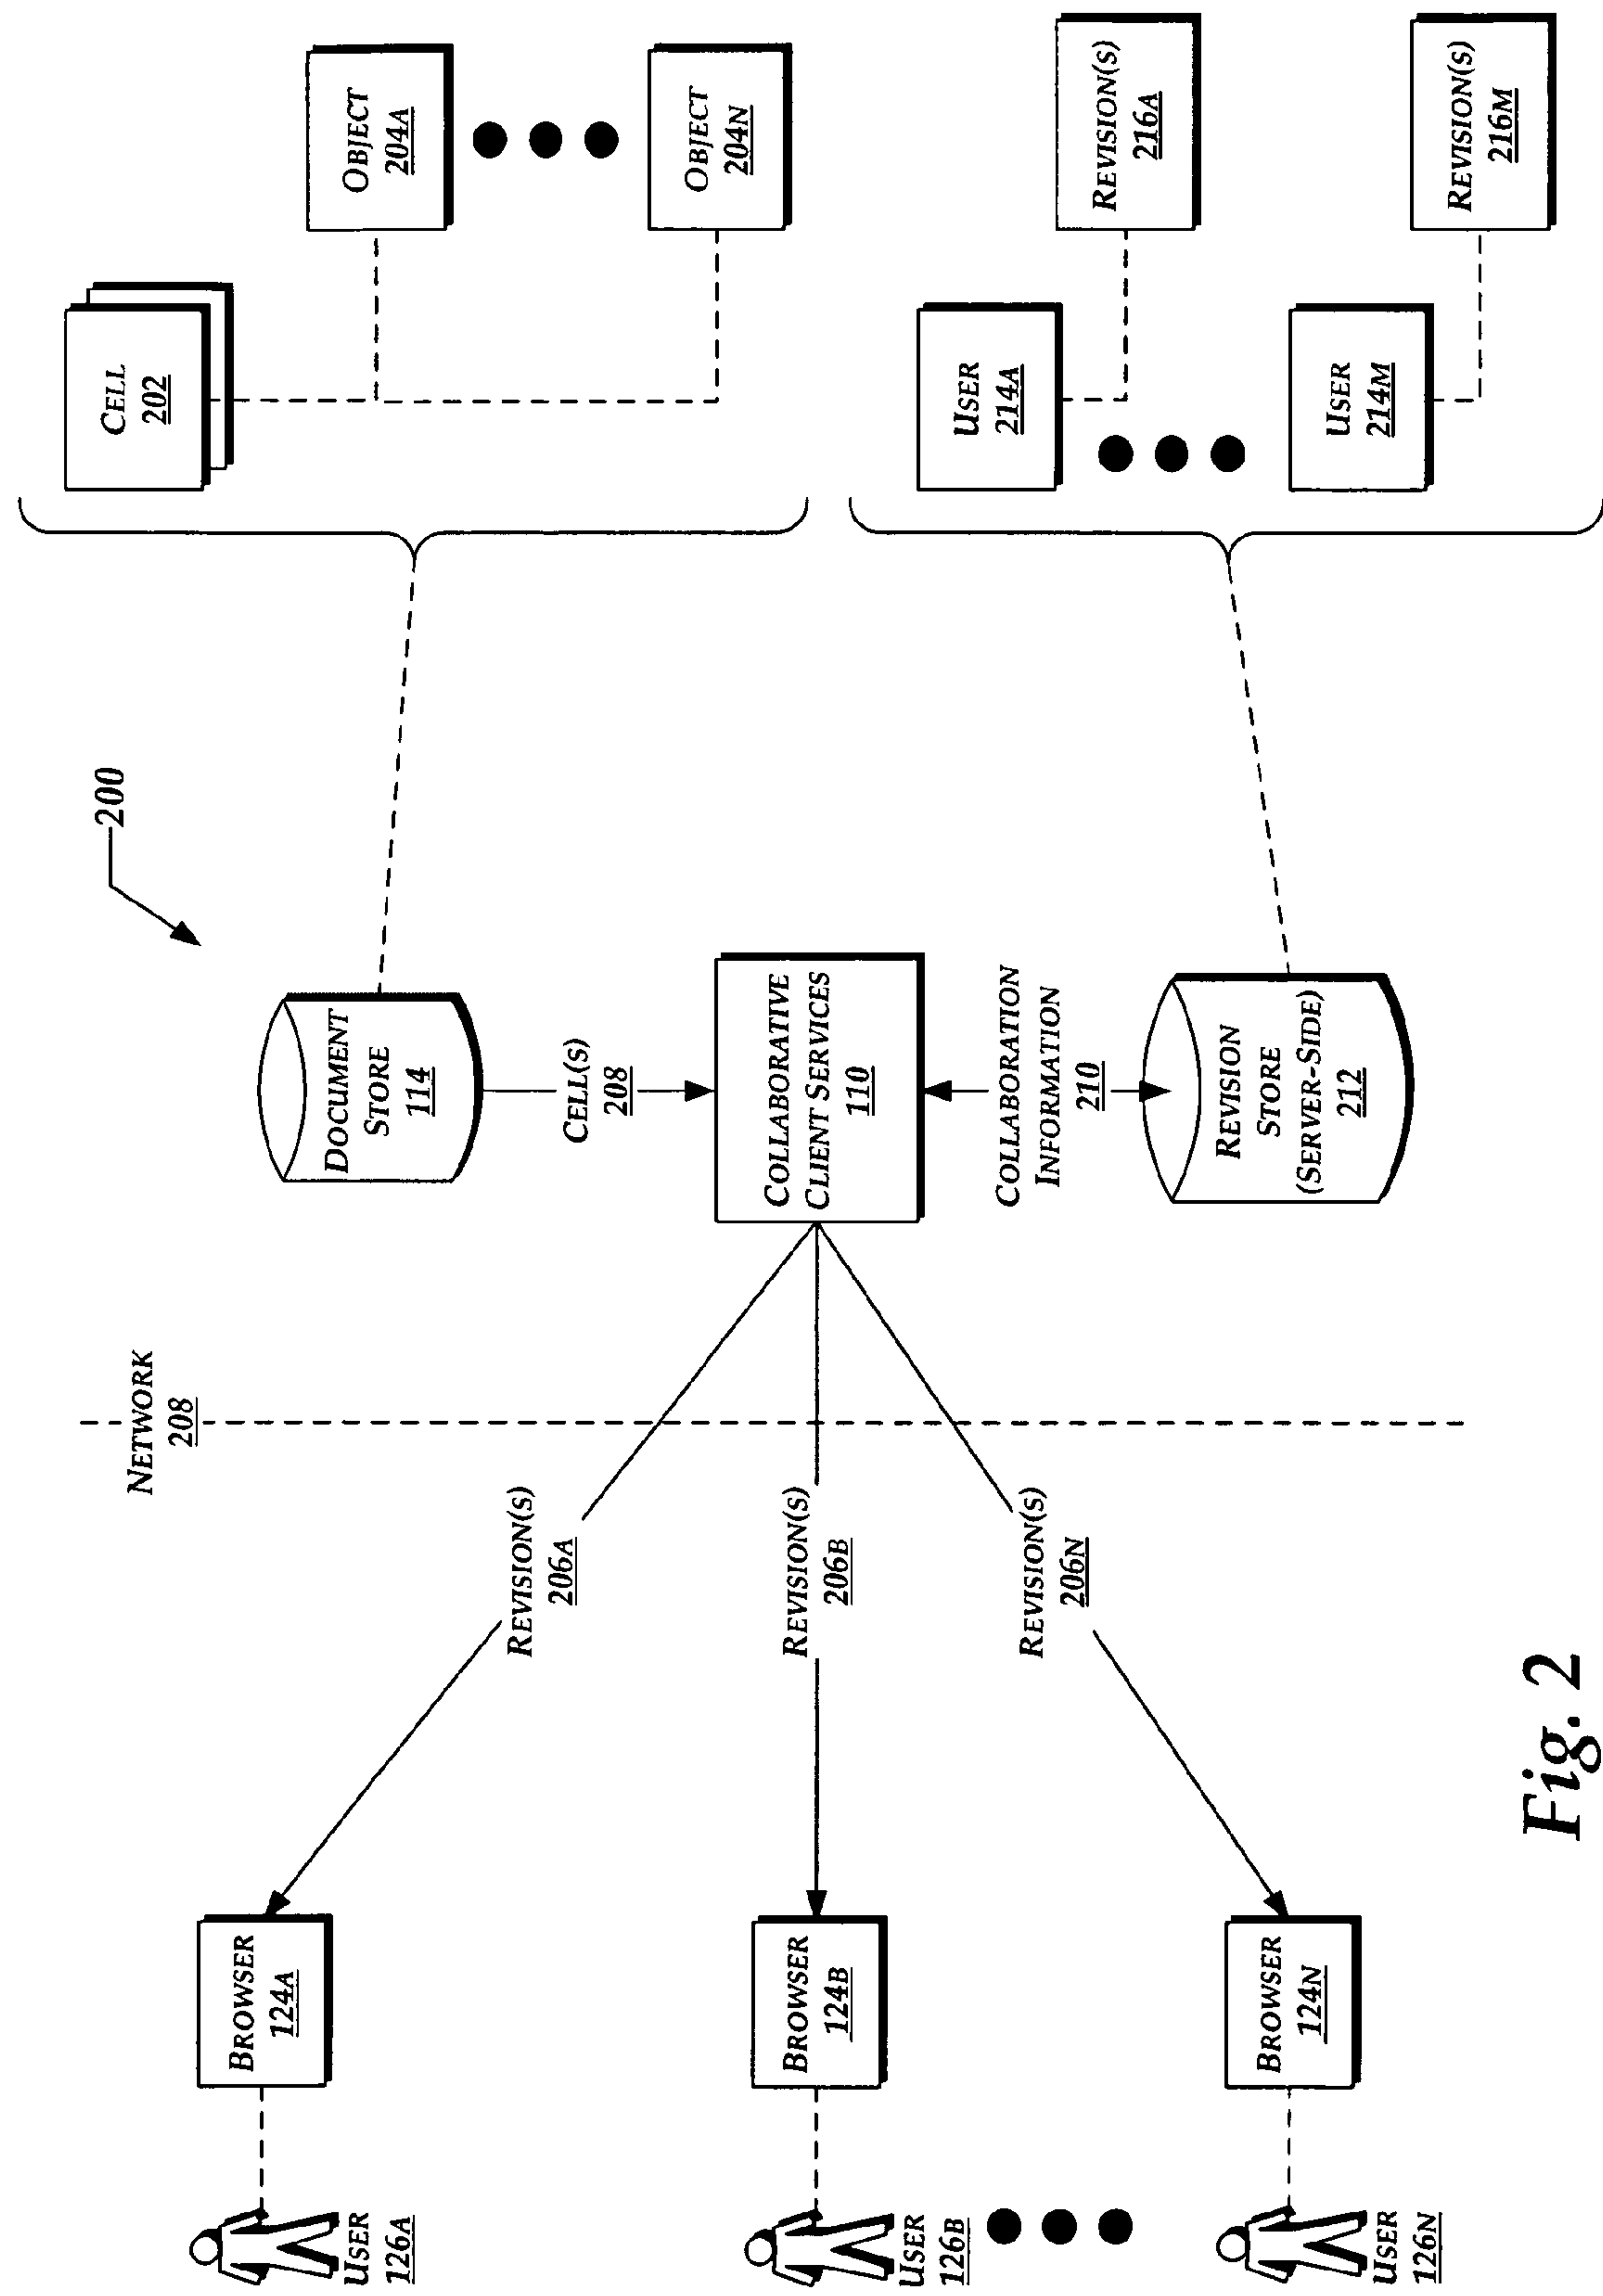 200
USER
126A
BROWSER
124A
REVISION(S)
206A
NETWORK
208
DOCUMENT
STORE
114
CELL
202
OBJECT
204A
OBJECT
204N
CELL(S)
208
USER
126B
BROWSER
124B
REVISION(S)
206B
COLLABORATIVE
CLIENT SERVICES
110
COLLABORATION
INFORMATION
210
USER
126N
BROWSER
124N
REVISION(S)
206N
REVISION
STORE
(SERVER-SIDE)
212
USER
214A
REVISION(S)
216A
USER
214M
REVISION(S)
216M
Fig. 2